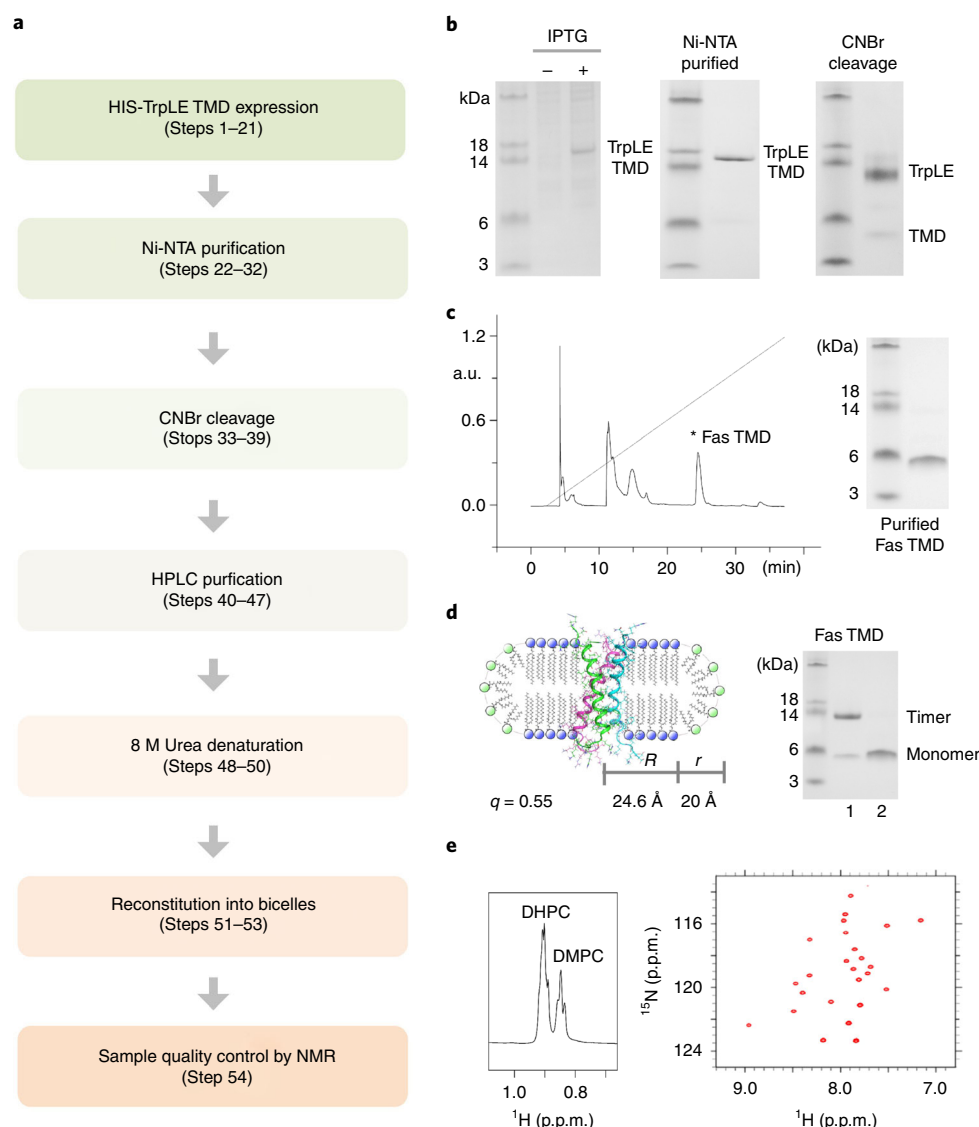 a
HIS-TrpLE TMD expression
(Steps 1–21)
Ni-NTA purification
(Steps 22–32)
CNBr cleavage
(Stops 33–39)
HPLC purfication
(Steps 40–47)
8 M Urea denaturation
(Steps 48–50)
Reconstitution into bicelles
(Steps 51–53)
Sample quality control by NMR
(Step 54)
b
IPTG
– +
kDa
18
14
6
3
TrpLE
TMD
Ni-NTA
purified
TrpLE
TMD
CNBr
cleavage
TrpLE
TMD
c
1.2
a.u.
0.6
0.0
* Fas TMD
0 10 20 30 (min)
(kDa)
18
14
6
3
Purified
Fas TMD
d
R r
q = 0.55 24.6 Å 20 Å
Fas TMD
(kDa)
18
14
6
3
Timer
Monomer
1 2
e
DHPC
DMPC
1.0 0.8
¹H (p.p.m.)
¹⁵N (p.p.m.)
116
120
124
9.0 8.0 7.0
¹H (p.p.m.)